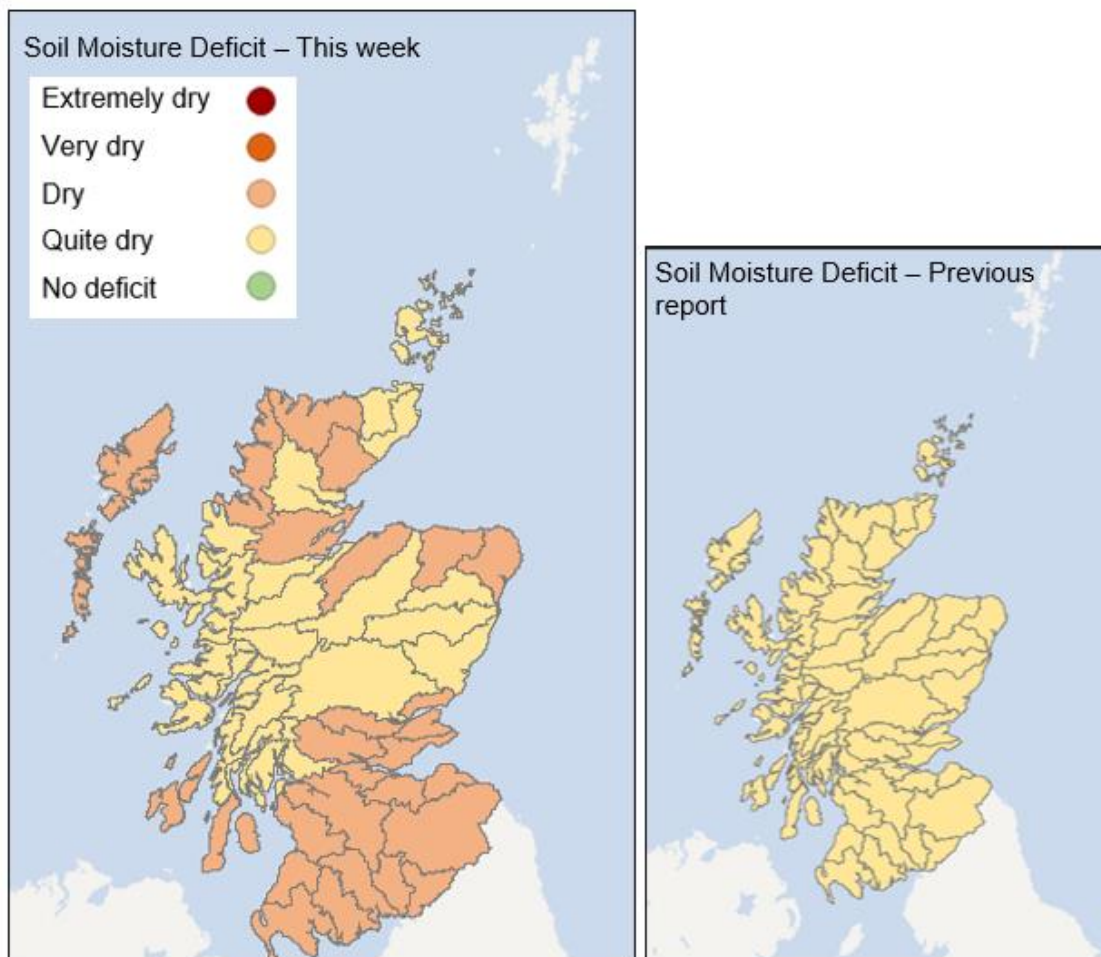 Soil Moisture Deficit – This week
Extremely dry
Very dry
Dry
Quite dry
No deficit
Soil Moisture Deficit – Previous
report